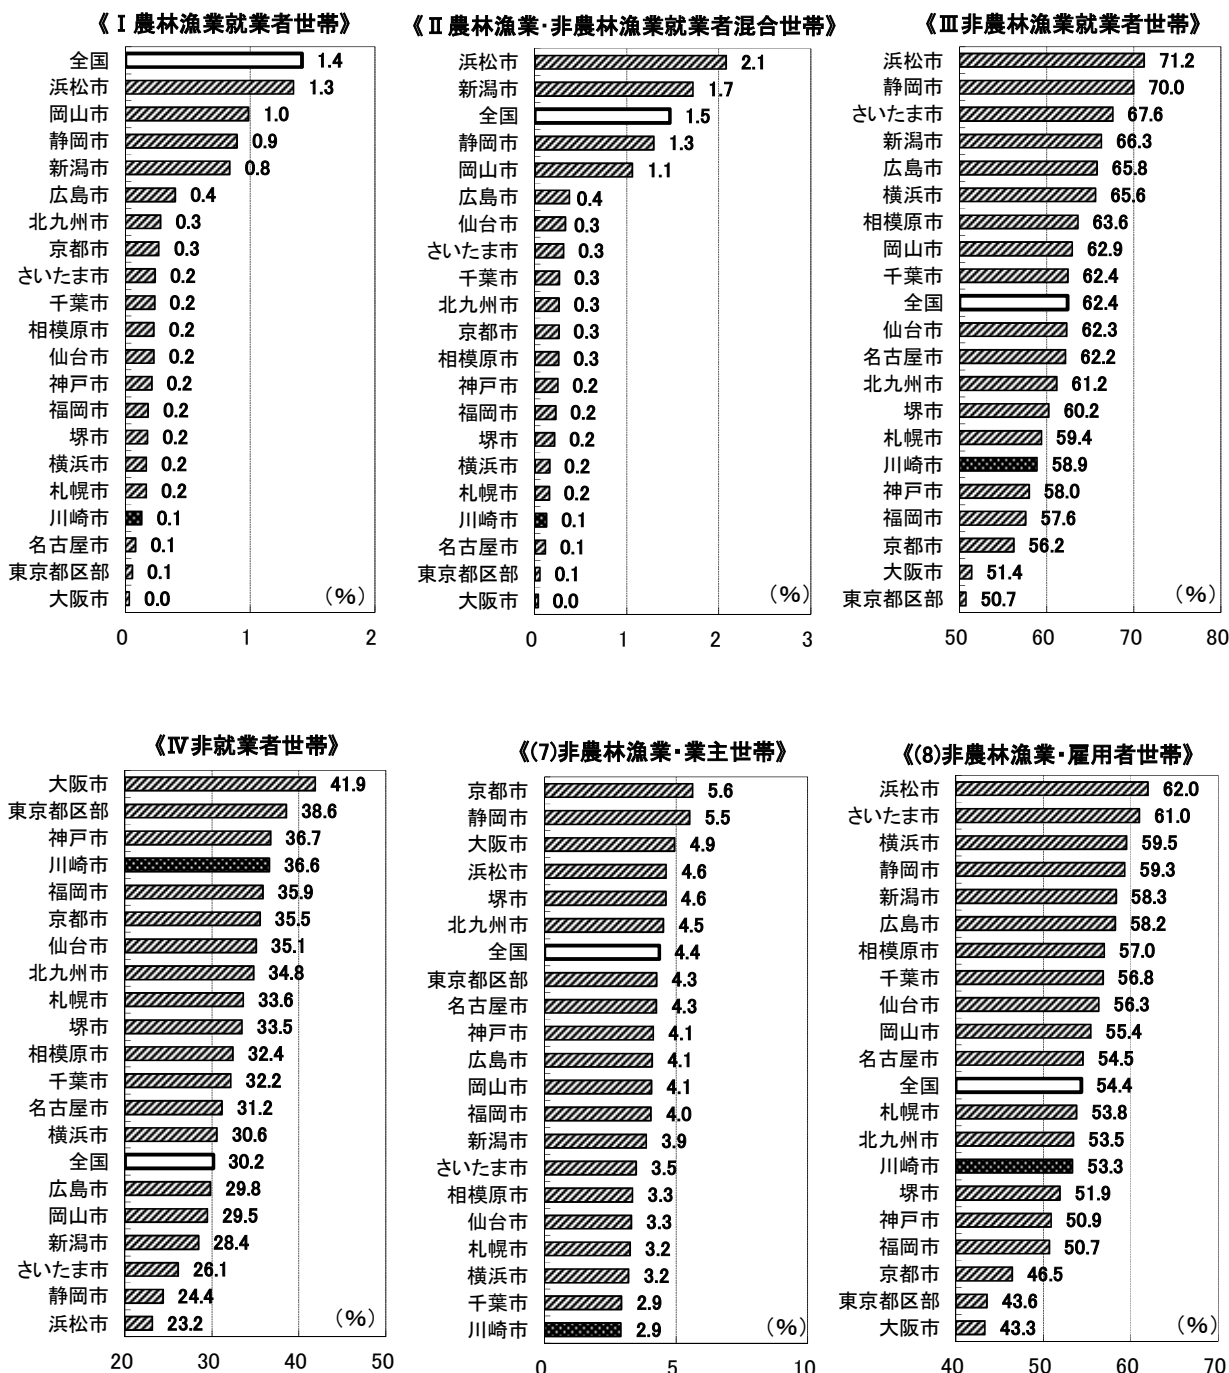 《Ⅰ農林漁業就業者世帯》
全国 1.4
浜松市 1.3
岡山市 1.0
静岡市 0.9
新潟市 0.8
広島市 0.4
北九州市 0.3
京都市 0.3
さいたま市 0.2
千葉市 0.2
相模原市 0.2
仙台市 0.2
神戸市 0.2
福岡市 0.2
堺市 0.2
横浜市 0.2
札幌市 0.2
川崎市 0.1
名古屋市 0.1
東京都区部 0.1
大阪市 0.0
（％）
0 1 2
《Ⅱ農林漁業・非農林漁業就業者混合世帯》
浜松市 2.1
新潟市 1.7
全国 1.5
静岡市 1.3
岡山市 1.1
広島市 0.4
仙台市 0.3
さいたま市 0.3
千葉市 0.3
北九州市 0.3
京都市 0.3
相模原市 0.3
神戸市 0.2
福岡市 0.2
堺市 0.2
横浜市 0.2
札幌市 0.2
川崎市 0.1
名古屋市 0.1
東京都区部 0.1
大阪市 0.0
（％）
0 1 2 3
《Ⅲ非農林漁業就業者世帯》
浜松市 71.2
静岡市 70.0
さいたま市 67.6
新潟市 66.3
広島市 65.8
横浜市 65.6
相模原市 63.6
岡山市 62.9
千葉市 62.4
全国 62.4
仙台市 62.3
名古屋市 62.2
北九州市 61.2
堺市 60.2
札幌市 59.4
川崎市 58.9
神戸市 58.0
福岡市 57.6
京都市 56.2
大阪市 51.4
東京都区部 50.7
（％）
50 60 70 80
《Ⅳ非就業者世帯》
大阪市 41.9
東京都区部 38.6
神戸市 36.7
川崎市 36.6
福岡市 35.9
京都市 35.5
仙台市 35.1
北九州市 34.8
札幌市 33.6
堺市 33.5
相模原市 32.4
千葉市 32.2
名古屋市 31.2
横浜市 30.6
全国 30.2
広島市 29.8
岡山市 29.5
新潟市 28.4
さいたま市 26.1
静岡市 24.4
浜松市 23.2
（％）
20 30 40 50
《(7)非農林漁業・業主世帯》
京都市 5.6
静岡市 5.5
大阪市 4.9
浜松市 4.6
堺市 4.6
北九州市 4.5
全国 4.4
東京都区部 4.3
名古屋市 4.3
神戸市 4.1
広島市 4.1
岡山市 4.1
福岡市 4.0
新潟市 3.9
さいたま市 3.5
相模原市 3.3
仙台市 3.3
札幌市 3.2
横浜市 3.2
千葉市 2.9
川崎市 2.9
（％）
0 5 10
《(8)非農林漁業・雇用者世帯》
浜松市 62.0
さいたま市 61.0
横浜市 59.5
静岡市 59.3
新潟市 58.3
広島市 58.2
相模原市 57.0
千葉市 56.8
仙台市 56.3
岡山市 55.4
名古屋市 54.5
全国 54.4
札幌市 53.8
北九州市 53.5
川崎市 53.3
堺市 51.9
神戸市 50.9
福岡市 50.7
京都市 46.5
東京都区部 43.6
大阪市 43.3
（％）
40 50 60 70